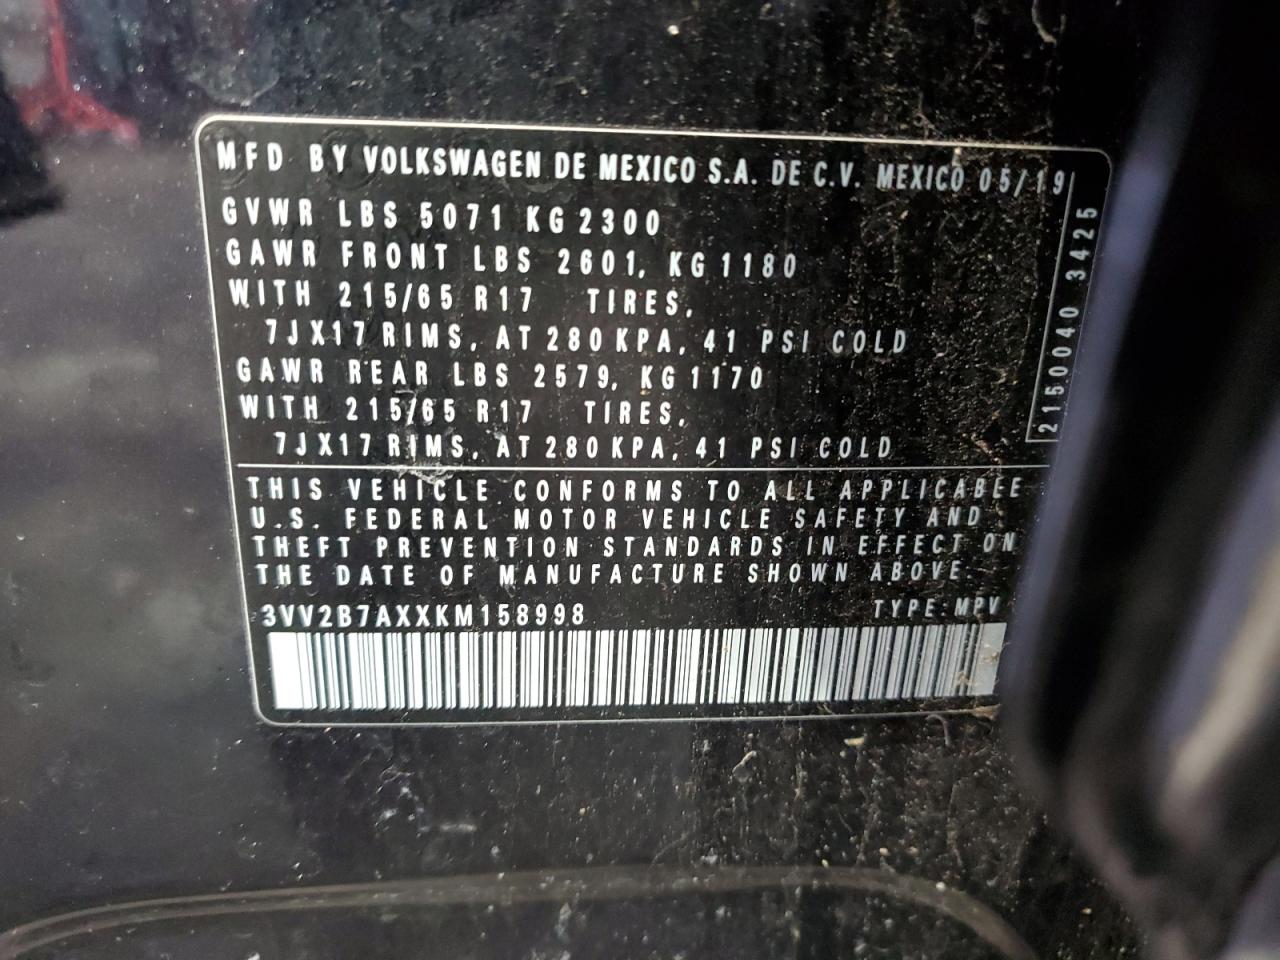 MFD BY VOLKSWAGEN DE MEXICO S.A. DE C.V. MEXICO 05/19
GVWR LBS 5071 KG 2300
GAWR FRONT LBS 2601, KG 1180
WITH 215/65 R17 TIRES,
7JX17 RIMS, AT 280 KPA, 41 PSI COLD
GAWR REAR LBS 2579, KG 1170
WITH 215/65 R17 TIRES,
7JX17 RIMS, AT 280 KPA, 41 PSI COLD
2150040 3425
THIS VEHICLE CONFORMS TO ALL APPLICABLE
U.S. FEDERAL MOTOR VEHICLE SAFETY AND
THEFT PREVENTION STANDARDS IN EFFECT ON
THE DATE OF MANUFACTURE SHOWN ABOVE.
3VV2B7AXXKM158998 TYPE:MPV